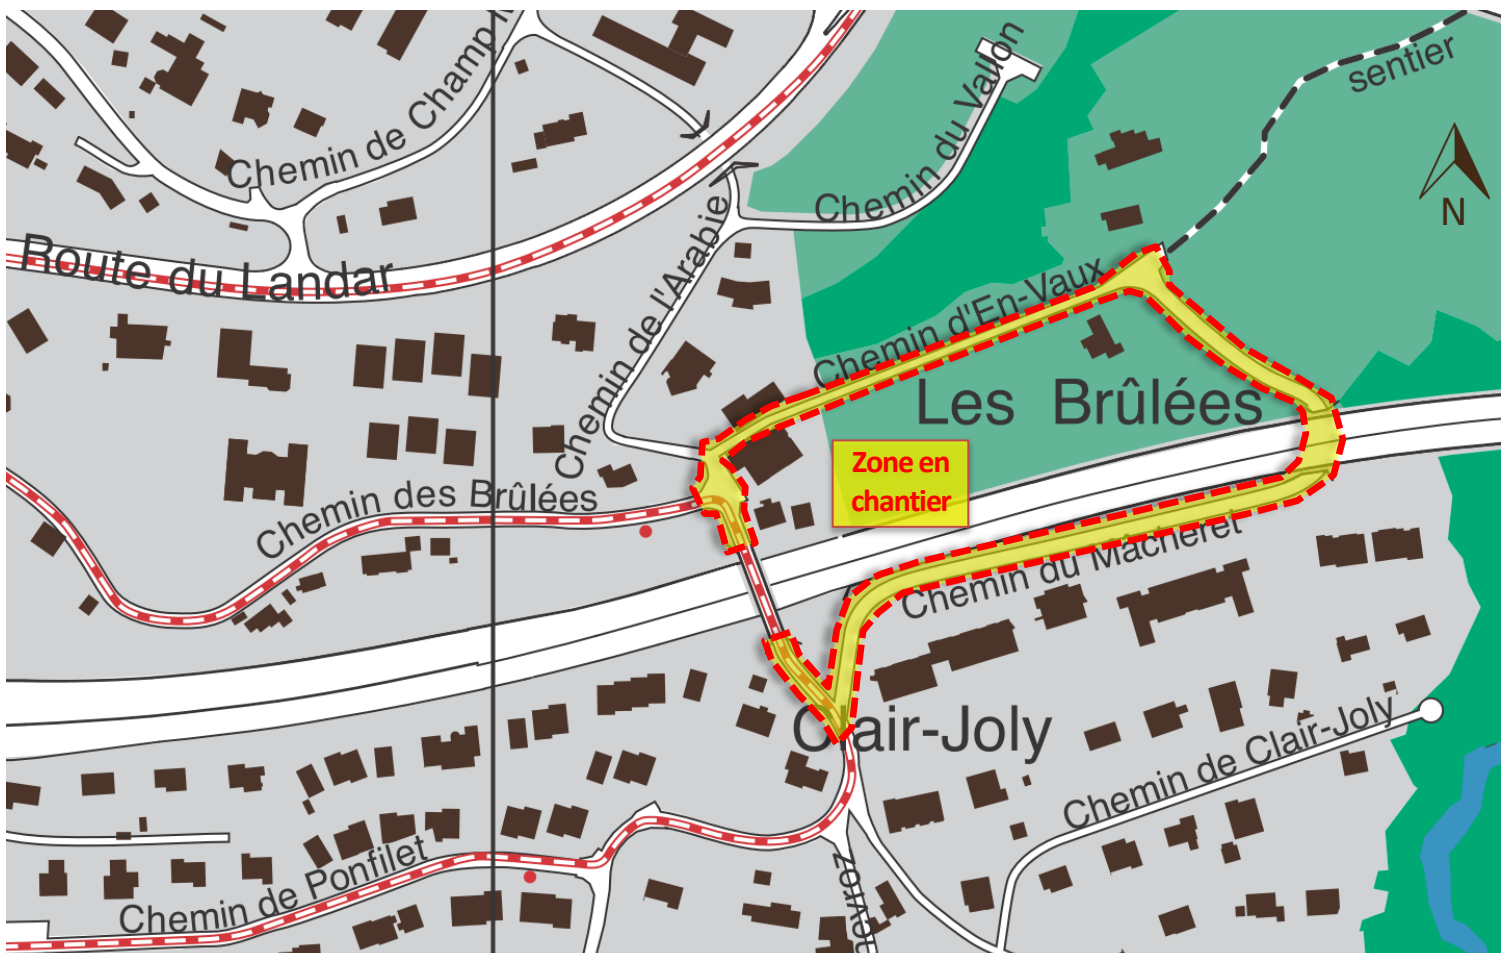 Chemin de Champ
Chemin du Vallon
sentier
N
Route du Landar
Chemin de l'Arabie
Chemin d'En-Vaux
Les Brûlées
Zone en
chantier
Chemin des Brûlées
Chemin du Macheret
Clair-Joly
Chemin de Clair-Joly
Chemin de Ponfilet